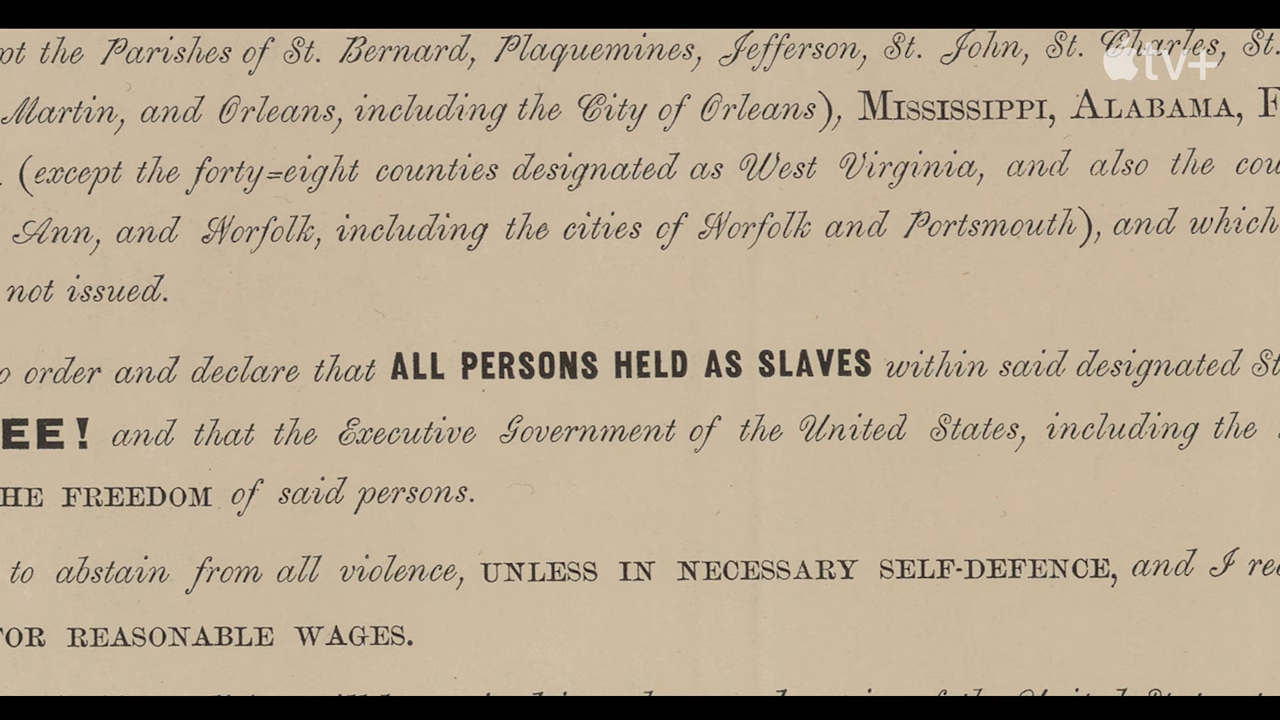 pt the Parishes of St. Bernard, Plaquemines, Jefferson, St. John, St. Charles, St.
tv+
Martin, and Orleans, including the City of Orleans), MISSISSIPPI, ALABAMA, F
. (except the forty=eight counties designated as West Virginia, and also the cou
Ann, and Norfolk, including the cities of Norfolk and Portsmouth), and which
not issued.
o order and declare that ALL PERSONS HELD AS SLAVES within said designated St
EE! and that the Executive Government of the United States, including the
HE FREEDOM of said persons.
to abstain from all violence, UNLESS IN NECESSARY SELF-DEFENCE, and I rec
FOR REASONABLE WAGES.